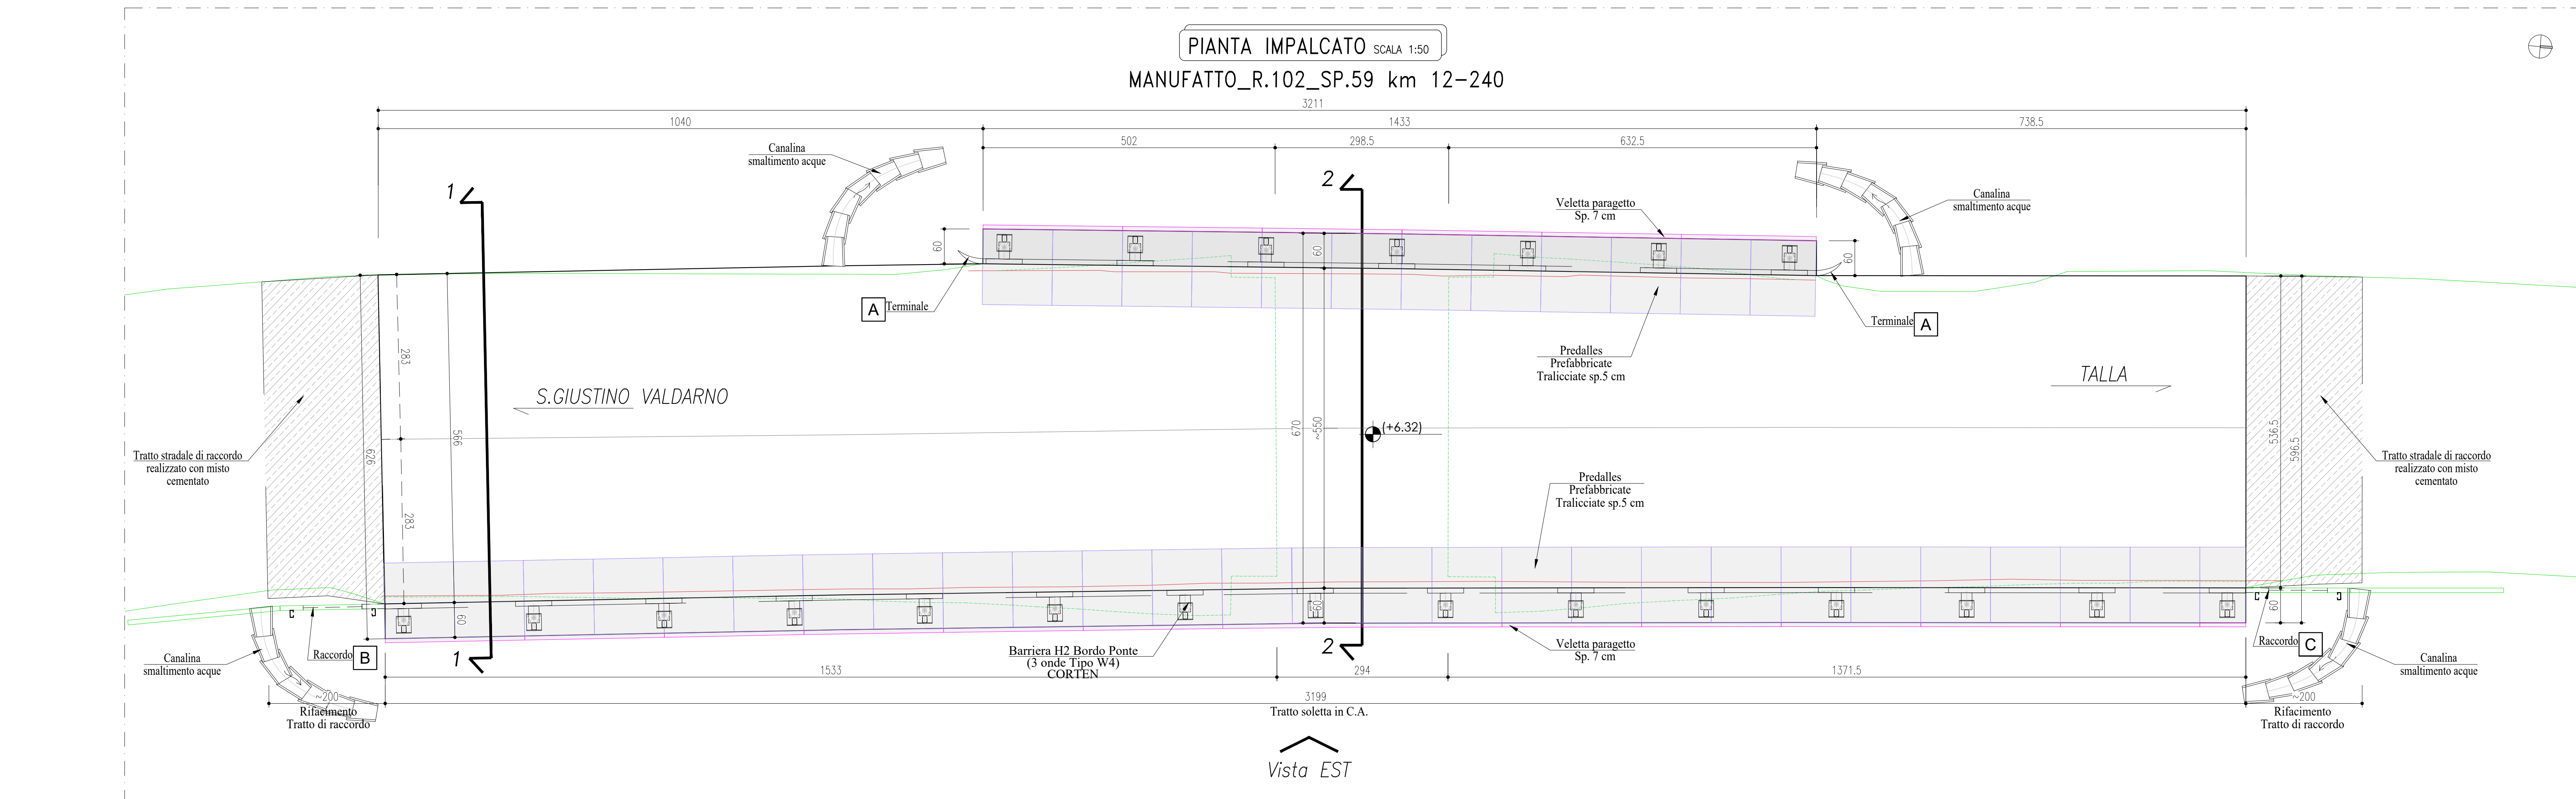 PIANTA IMPALCATO SCALA 1:50
MANUFATTO_R.102_SP.59 km 12-240
3211
1040
1433
738.5
502
298.5
632.5
Canalina
smaltimento acque
1
2
Veletta paragetto
Sp. 7 cm
Canalina
smaltimento acque
60
60
60
A Terminale
Terminale A
283
Predalles
Prefabbricate
Tralicciate sp.5 cm
S.GIUSTINO VALDARNO
TALLA
566
626
670
~550
(+6.32)
536.5
596.5
Tratto stradale di raccordo
realizzato con misto
cementato
Tratto stradale di raccordo
realizzato con misto
cementato
Predalles
Prefabbricate
Tralicciate sp.5 cm
283
60
60
60
Raccordo B
1
2
Barriera H2 Bordo Ponte
(3 onde Tipo W4)
CORTEN
Veletta paragetto
Sp. 7 cm
Raccordo C
Canalina
smaltimento acque
Canalina
smaltimento acque
1533
294
1371.5
~200
3199
~200
Rifacimento
Tratto di raccordo
Tratto soletta in C.A.
Rifacimento
Tratto di raccordo
Vista EST